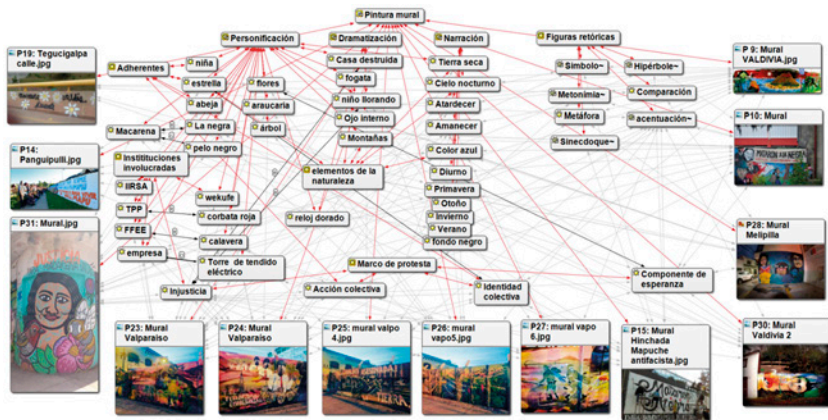 Pintura mural
Personificación
Dramatización
Narración
Figuras retóricas
P19: Tegucigalpa
calle.jpg
Adherentes
niña
estrella
abeja
Macarena
La negra
pelo negro
flores
araucaria
árbol
Casa destruida
fogata
niño llorando
Ojo interno
Montañas
Tierra seca
Cielo nocturno
Atardecer
Amanecer
Color azul
Diurno
Primavera
Otoño
Invierno
Verano
fondo negro
Símbolo~
Hipérbole~
Metonimia~
Comparación
Metáfora
acentuación~
Sinecdoque~
P 9: Mural
VALDIVIA.jpg
P10: Mural
MATARON A LA NEGRA
P14:
Panguipulli.jpg
Instituciones
involucradas
IIRSA
TPP
FFEE
empresa
wekufe
corbata roja
calavera
Torre de tendido
eléctrico
elementos de la
naturaleza
reloj dorado
P31: Mural.jpg
JUSTICIA
Marco de protesta
Injusticia
Acción colectiva
Identidad
colectiva
Componente de
esperanza
P28: Mural
Melipilla
P23: Mural
Valparaiso
P24: Mural
Valparaiso
P25: mural valpo
4.jpg
P26: mural
vapo5.jpg
P27: mural vapo
6.jpg
P15: Mural
Hinchada
Mapuche
antifacista.jpg
P30: Mural
Valdivia 2